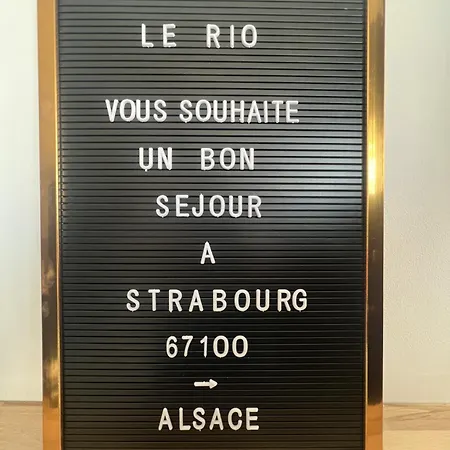 LE RIO
VOUS SOUHAITE
UN BON
SEJOUR
A
STRABOURG
67100
→
ALSACE